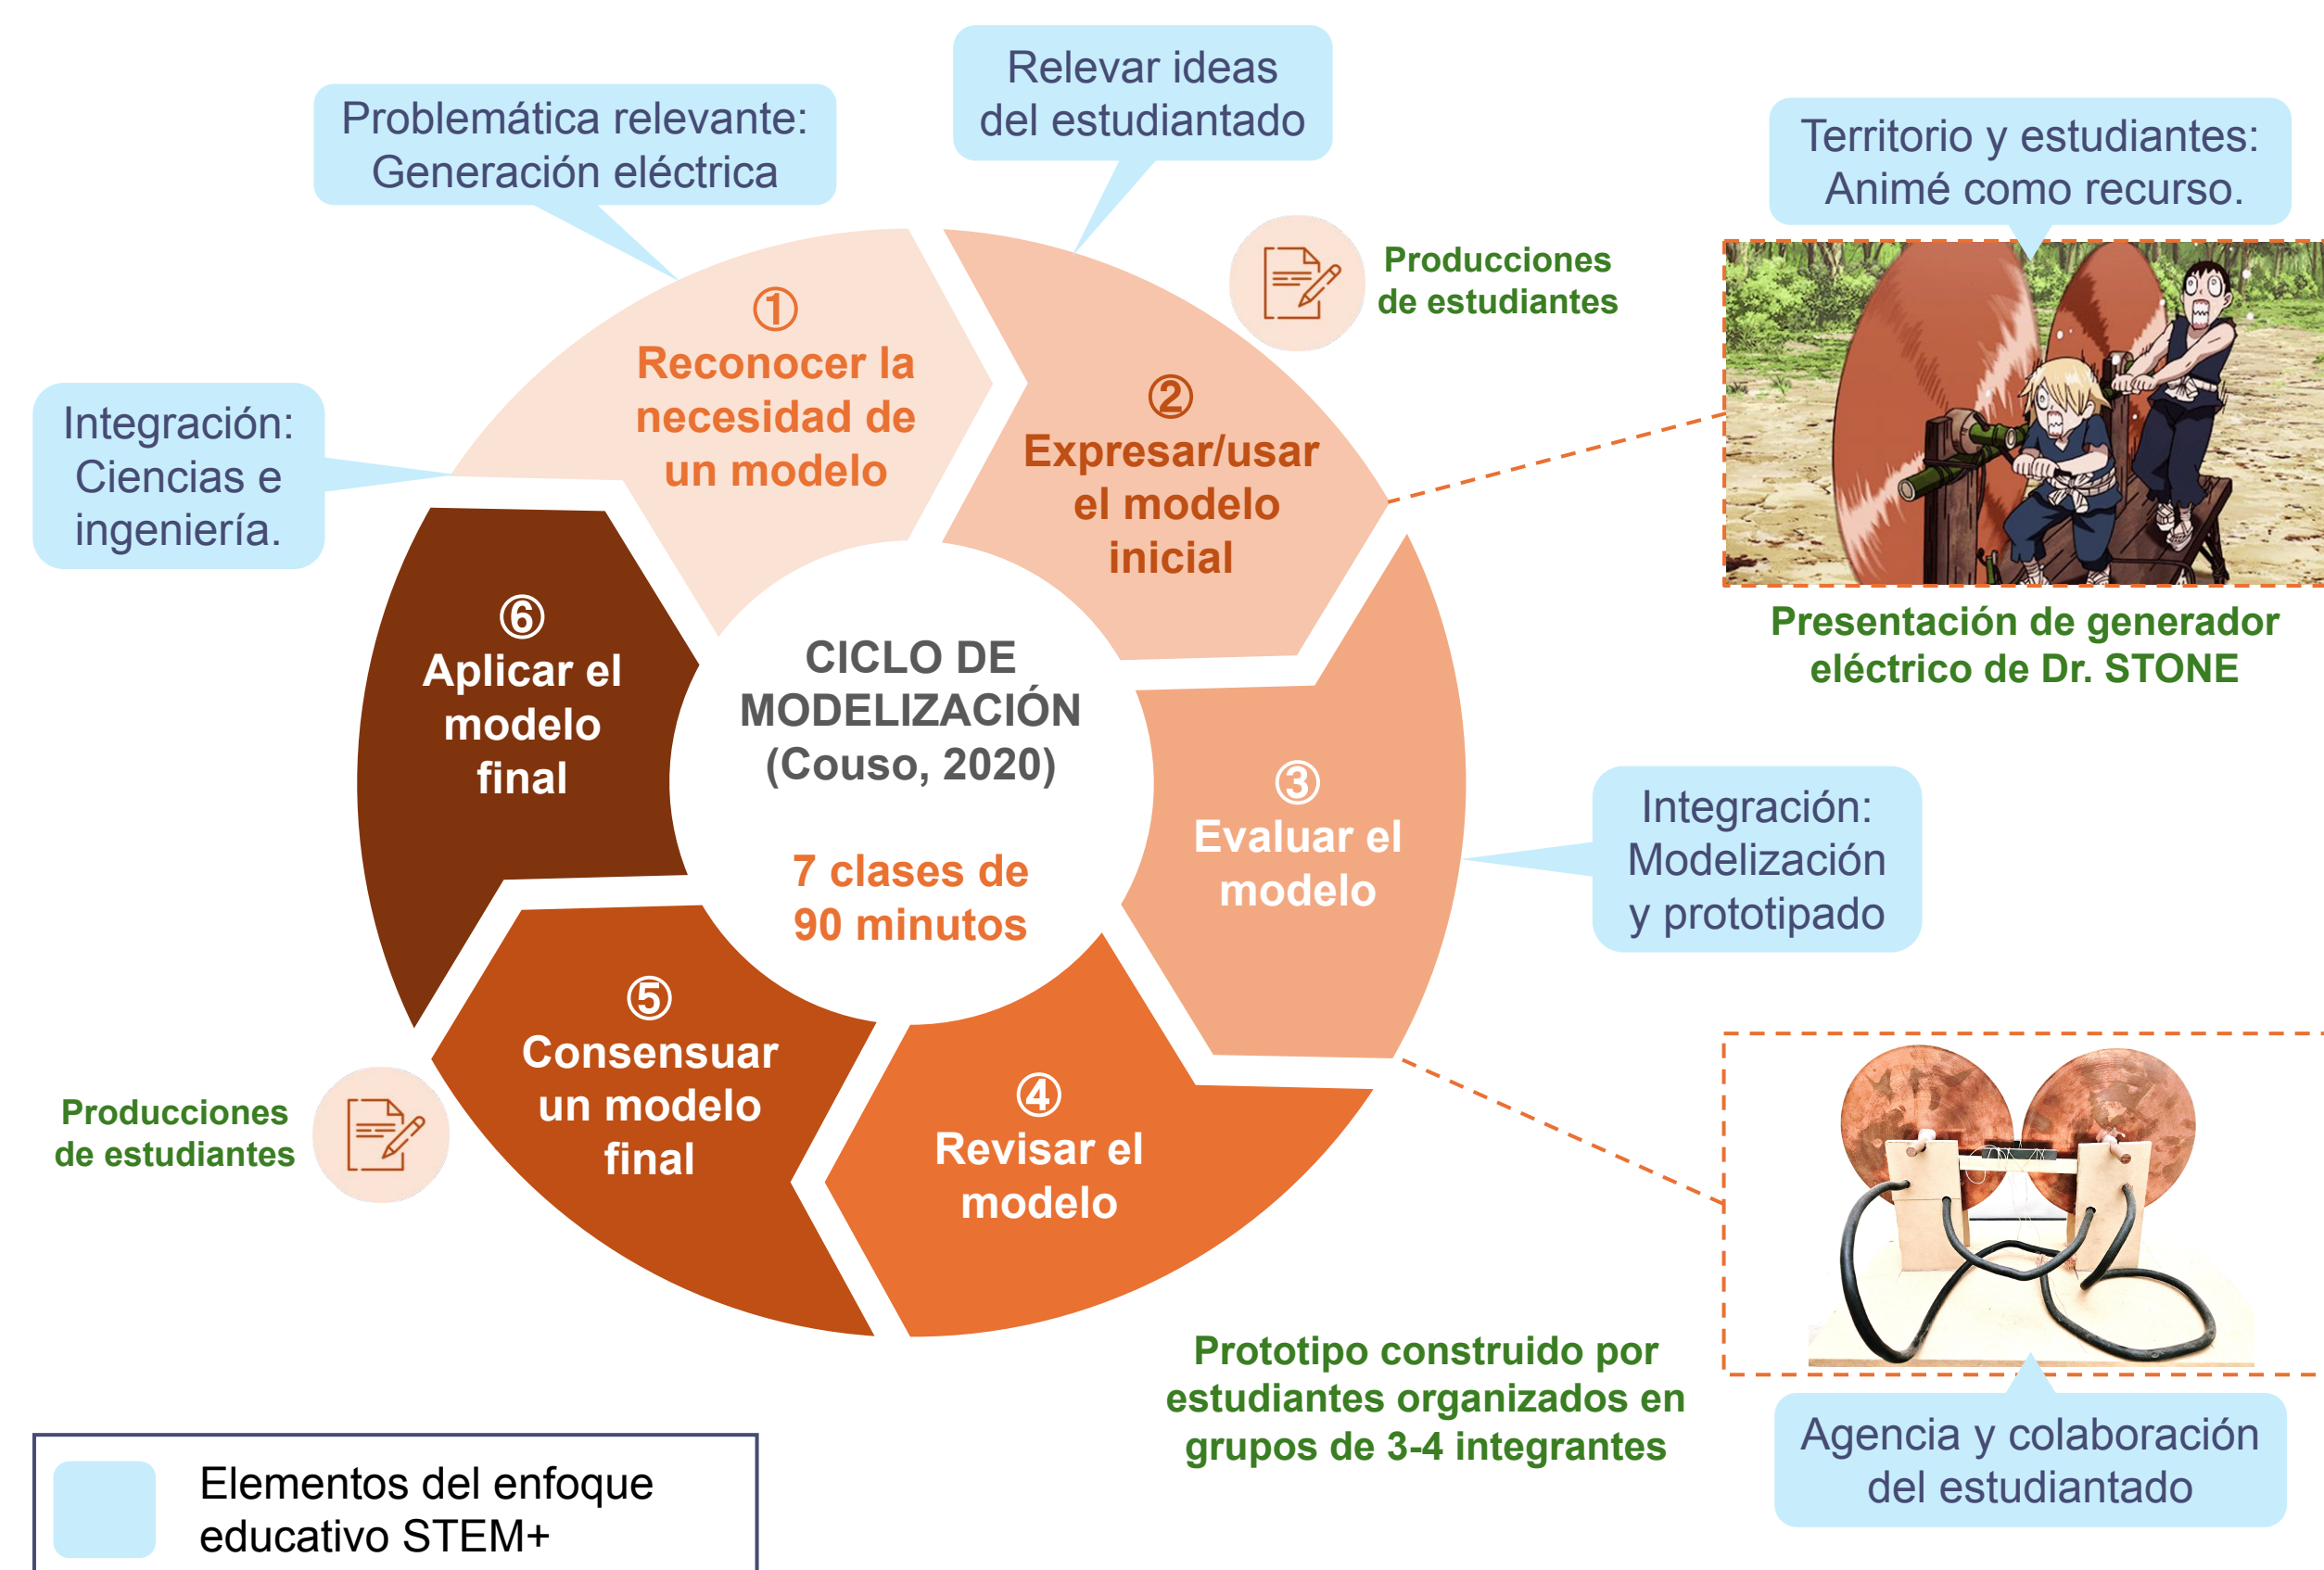 Relevar ideas
del estudiantado
Problemática relevante:
Generación eléctrica
Territorio y estudiantes:
Animé como recurso.
Producciones
de estudiantes
①
Reconocer la
necesidad de
un modelo
②
Expresar/usar
el modelo
inicial
Integración:
Ciencias e
ingeniería.
Presentación de generador
eléctrico de Dr. STONE
⑥
Aplicar el
modelo
final
CICLO DE
MODELIZACIÓN
(Couso, 2020)
7 clases de
90 minutos
③
Evaluar el
modelo
Integración:
Modelización
y prototipado
⑤
Consensuar
un modelo
final
④
Revisar el
modelo
Producciones
de estudiantes
Prototipo construido por
estudiantes organizados en
grupos de 3-4 integrantes
Agencia y colaboración
del estudiantado
Elementos del enfoque
educativo STEM+